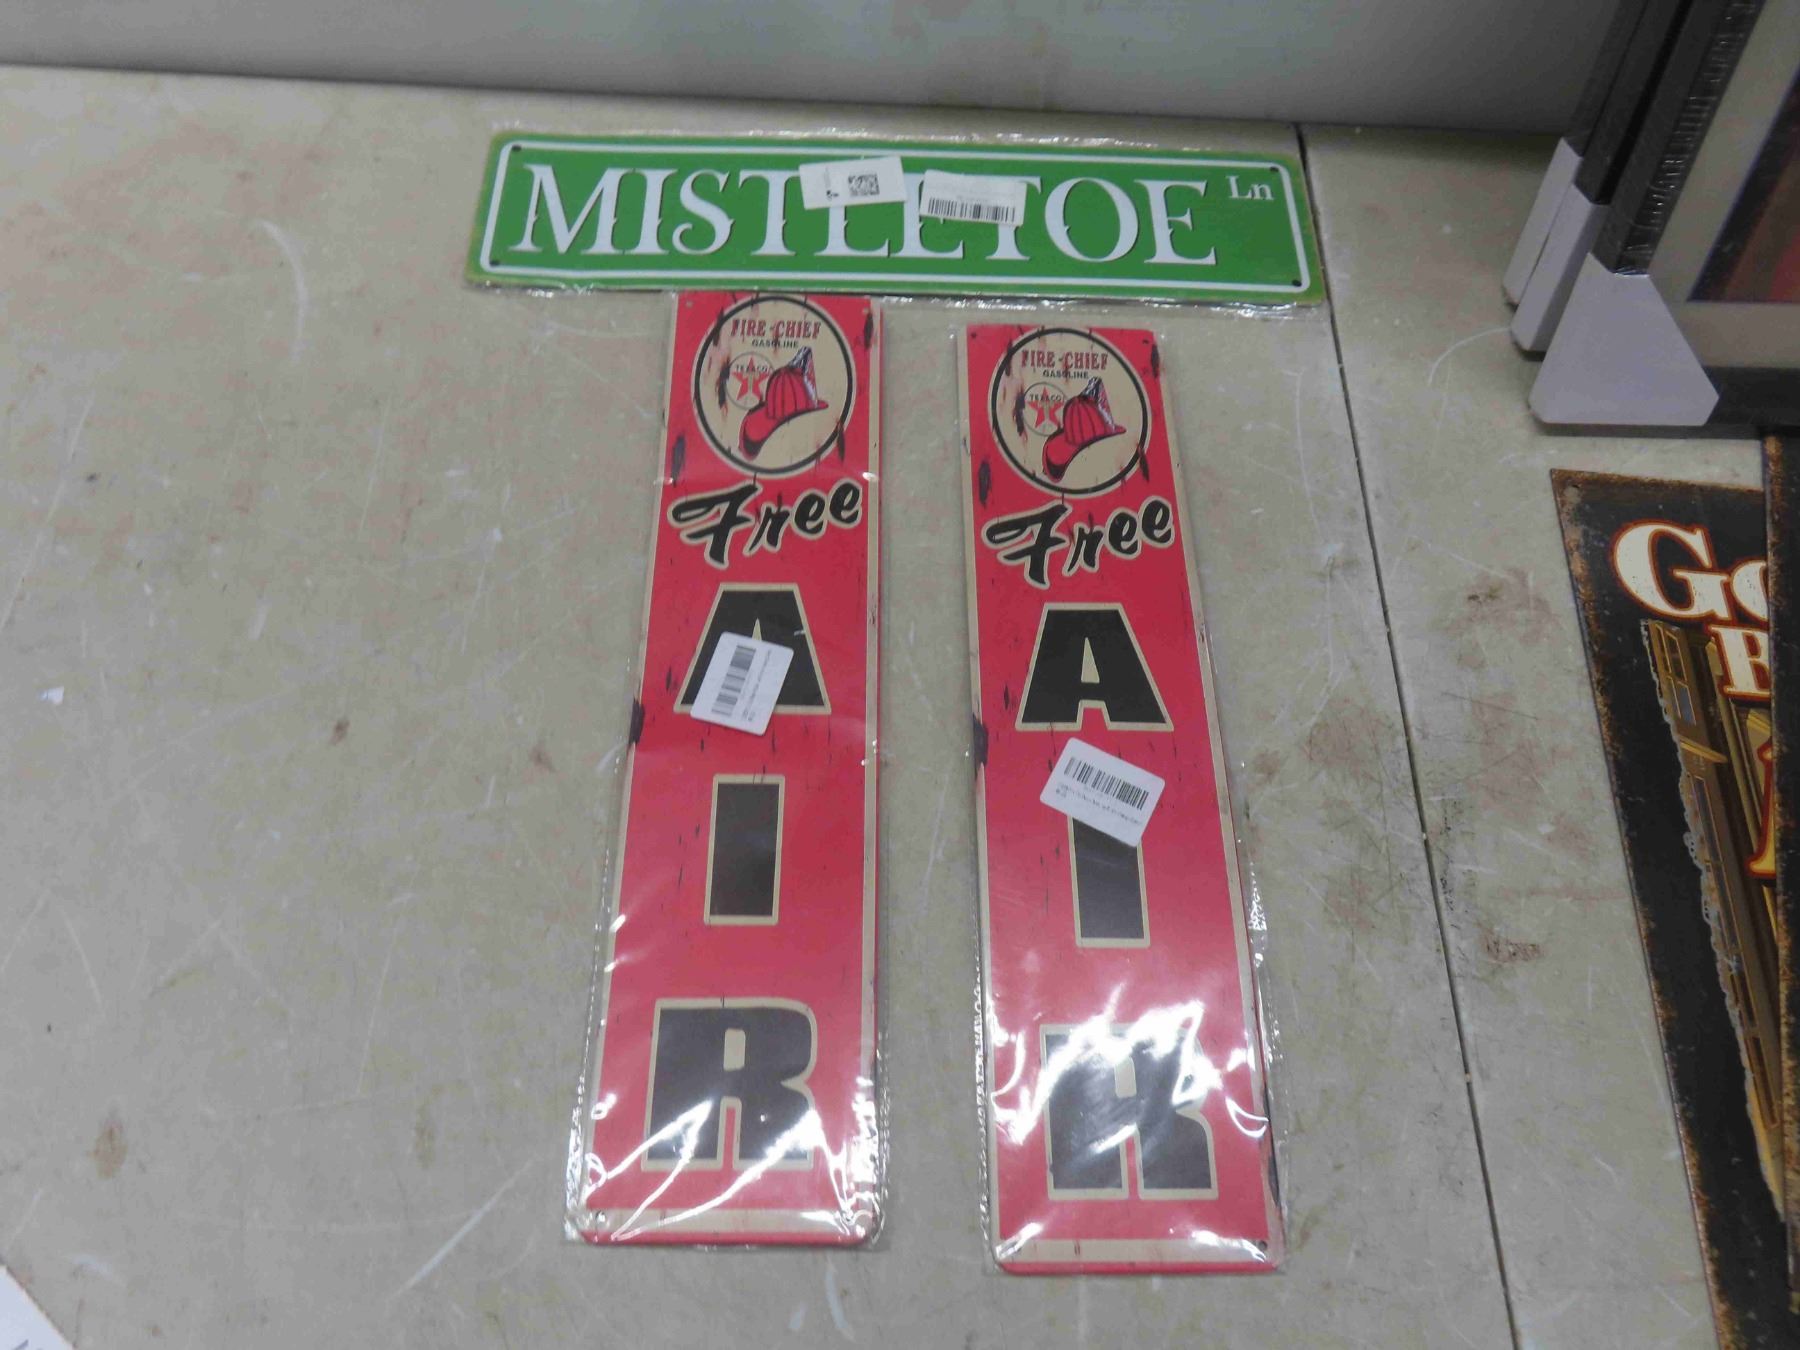 MISTLETOE Ln
FIRE-CHIEF
GASOLINE
TEXACO
T
Free
A
I
R
FIRE-CHIEF
GASOLINE
TEXACO
T
Free
A
I
R